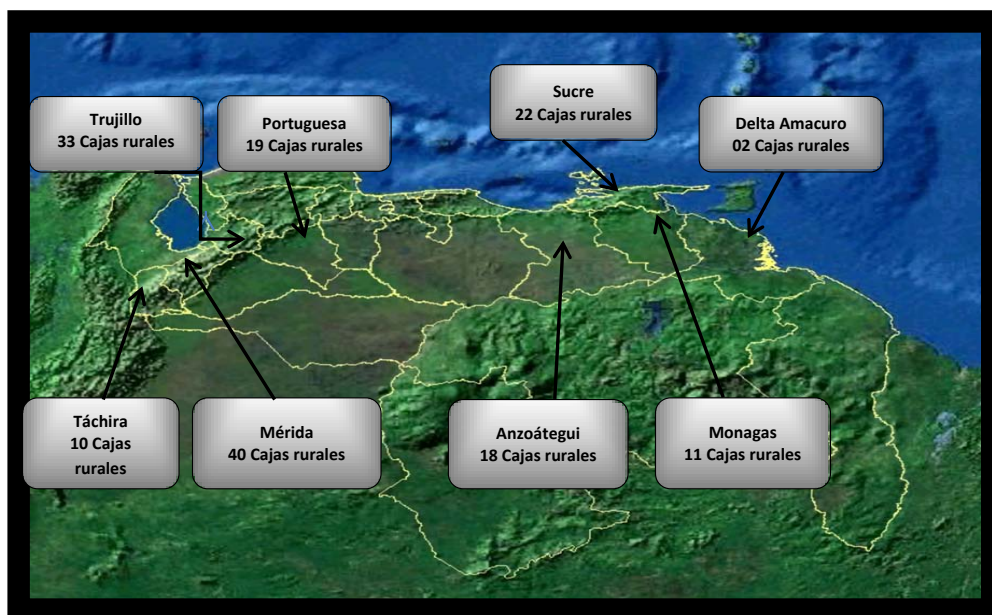 Sucre
22 Cajas rurales
Trujillo
33 Cajas rurales
Portuguesa
19 Cajas rurales
Delta Amacuro
02 Cajas rurales
Táchira
10 Cajas
rurales
Mérida
40 Cajas rurales
Anzoátegui
18 Cajas rurales
Monagas
11 Cajas rurales